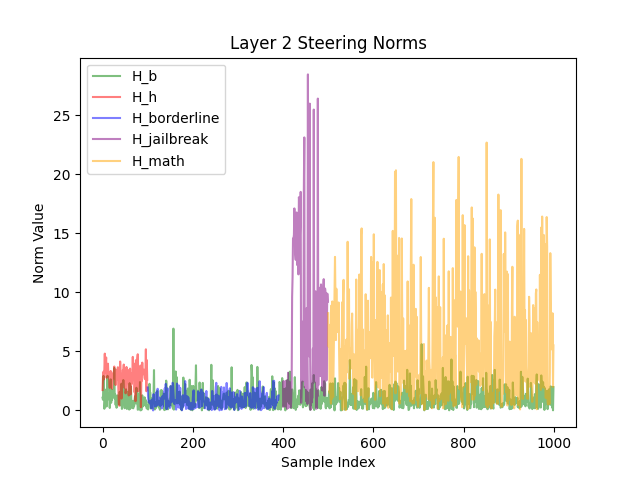 Layer 2 Steering Norms
H_b
H_h
H_borderline
H_jailbreak
H_math
25
20
15
10
5
0
Norm Value
0
200
400
600
800
1000
Sample Index